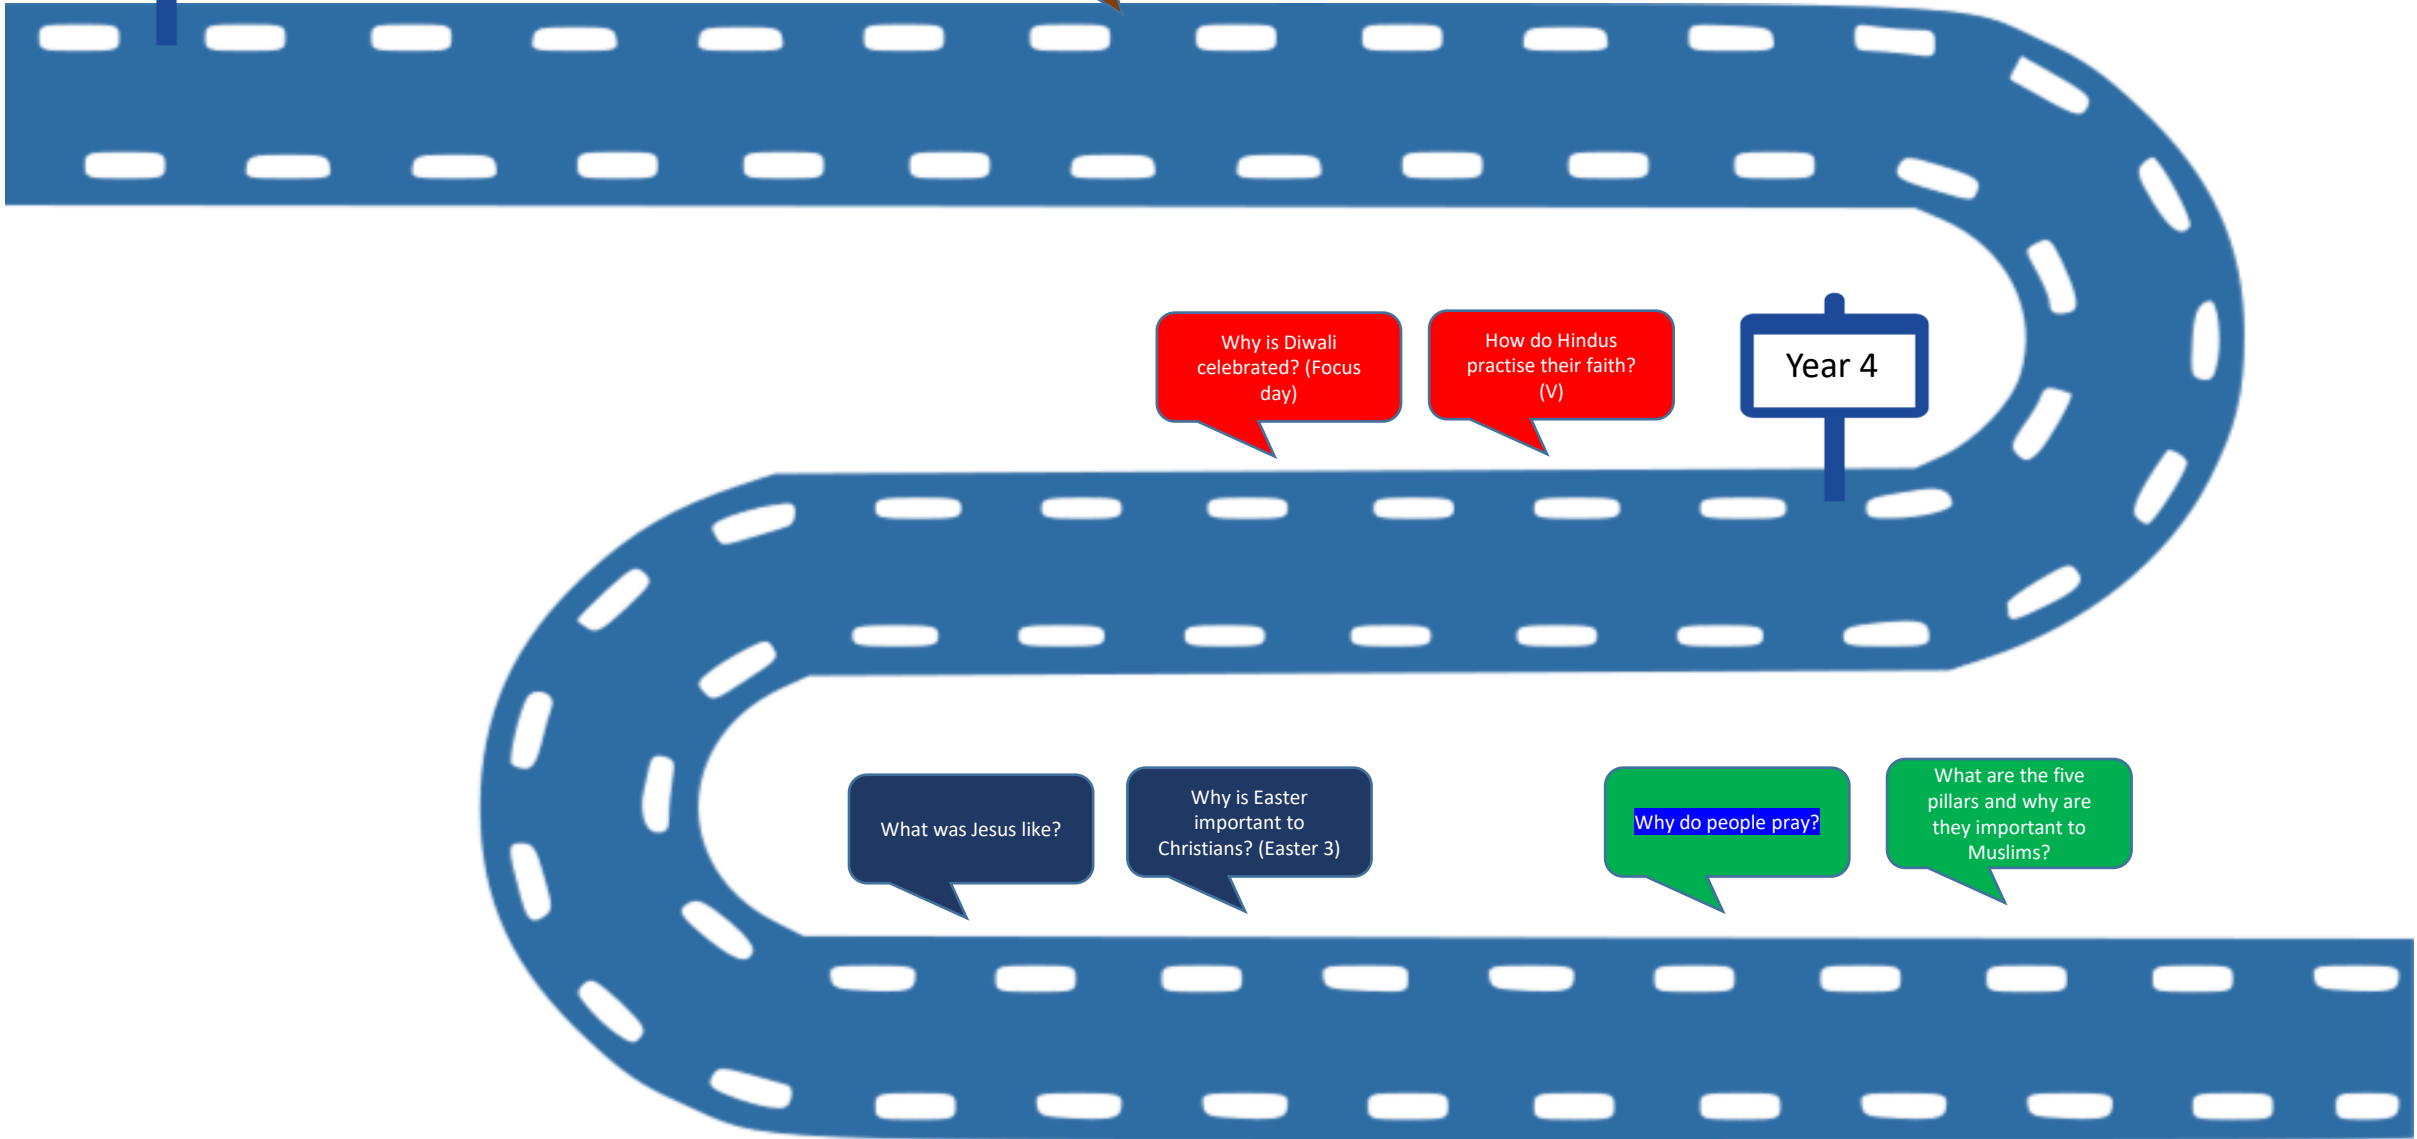 Why is Diwali
celebrated? (Focus
day)
How do Hindus
practise their faith?
(V)
Year 4
What was Jesus like?
Why is Easter
important to
Christians? (Easter 3)
Why do people pray?
What are the five
pillars and why are
they important to
Muslims?